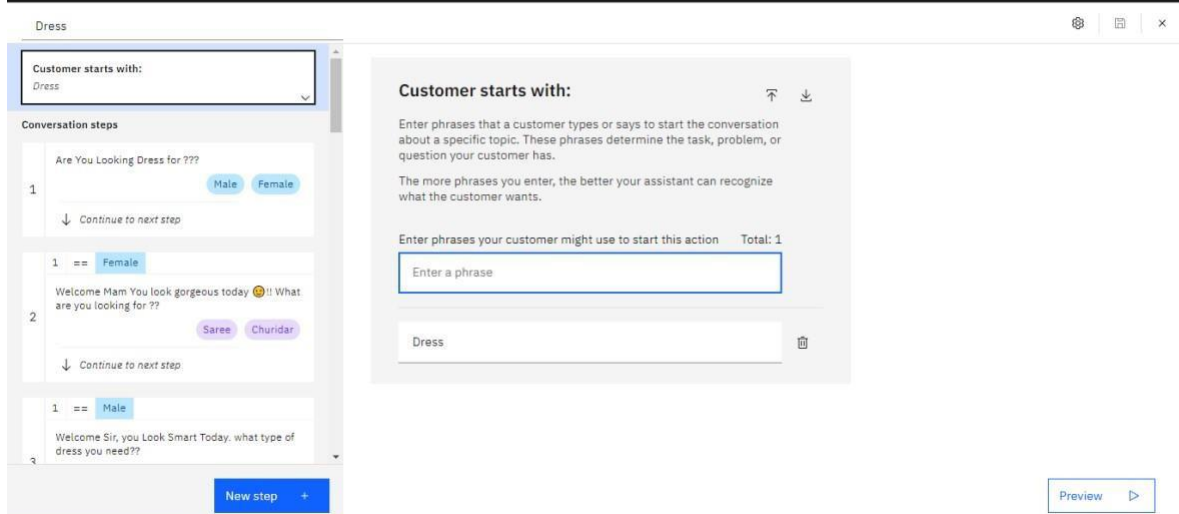 Dress
Customer starts with:
Dress
Conversation steps
1
Are You Looking Dress for ???
Male Female
↓ Continue to next step
1 == Female
2
Welcome Mam You look gorgeous today 😉!! What
are you looking for ??
Saree Churidar
↓ Continue to next step
1 == Male
3
Welcome Sir, you Look Smart Today. what type of
dress you need??
New step +
Customer starts with:
Enter phrases that a customer types or says to start the conversation
about a specific topic. These phrases determine the task, problem, or
question your customer has.
The more phrases you enter, the better your assistant can recognize
what the customer wants.
Enter phrases your customer might use to start this action Total: 1
Enter a phrase
Dress
Preview